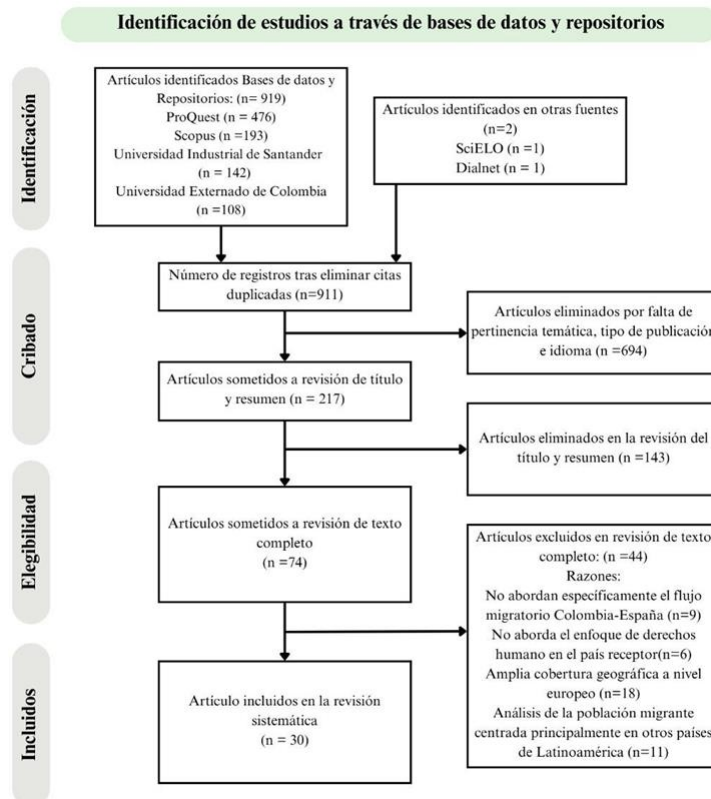 Identificación de estudios a través de bases de datos y repositorios
Identificación
Artículos identificados Bases de datos y
Repositorios: (n= 919)
ProQuest (n = 476)
Scopus (n =193)
Universidad Industrial de Santander
(n = 142)
Universidad Externado de Colombia
(n =108)
Artículos identificados en otras fuentes
(n=2)
SciELO (n =1)
Dialnet (n = 1)
Cribado
Número de registros tras eliminar citas
duplicadas (n=911)
Artículos eliminados por falta de
pertinencia temática, tipo de publicación
e idioma (n =694)
Artículos sometidos a revisión de título
y resumen (n = 217)
Artículos eliminados en la revisión del
título y resumen (n =143)
Elegibilidad
Artículos sometidos a revisión de texto
completo
(n =74)
Artículos excluidos en revisión de texto
completo: (n =44)
Razones:
No abordan específicamente el flujo
migratorio Colombia-España (n=9)
No aborda el enfoque de derechos
humano en el país receptor(n=6)
Amplia cobertura geográfica a nivel
europeo (n=18)
Análisis de la población migrante
centrada principalmente en otros países
de Latinoamérica (n=11)
Incluidos
Artículo incluidos en la revisión
sistemática
(n = 30)